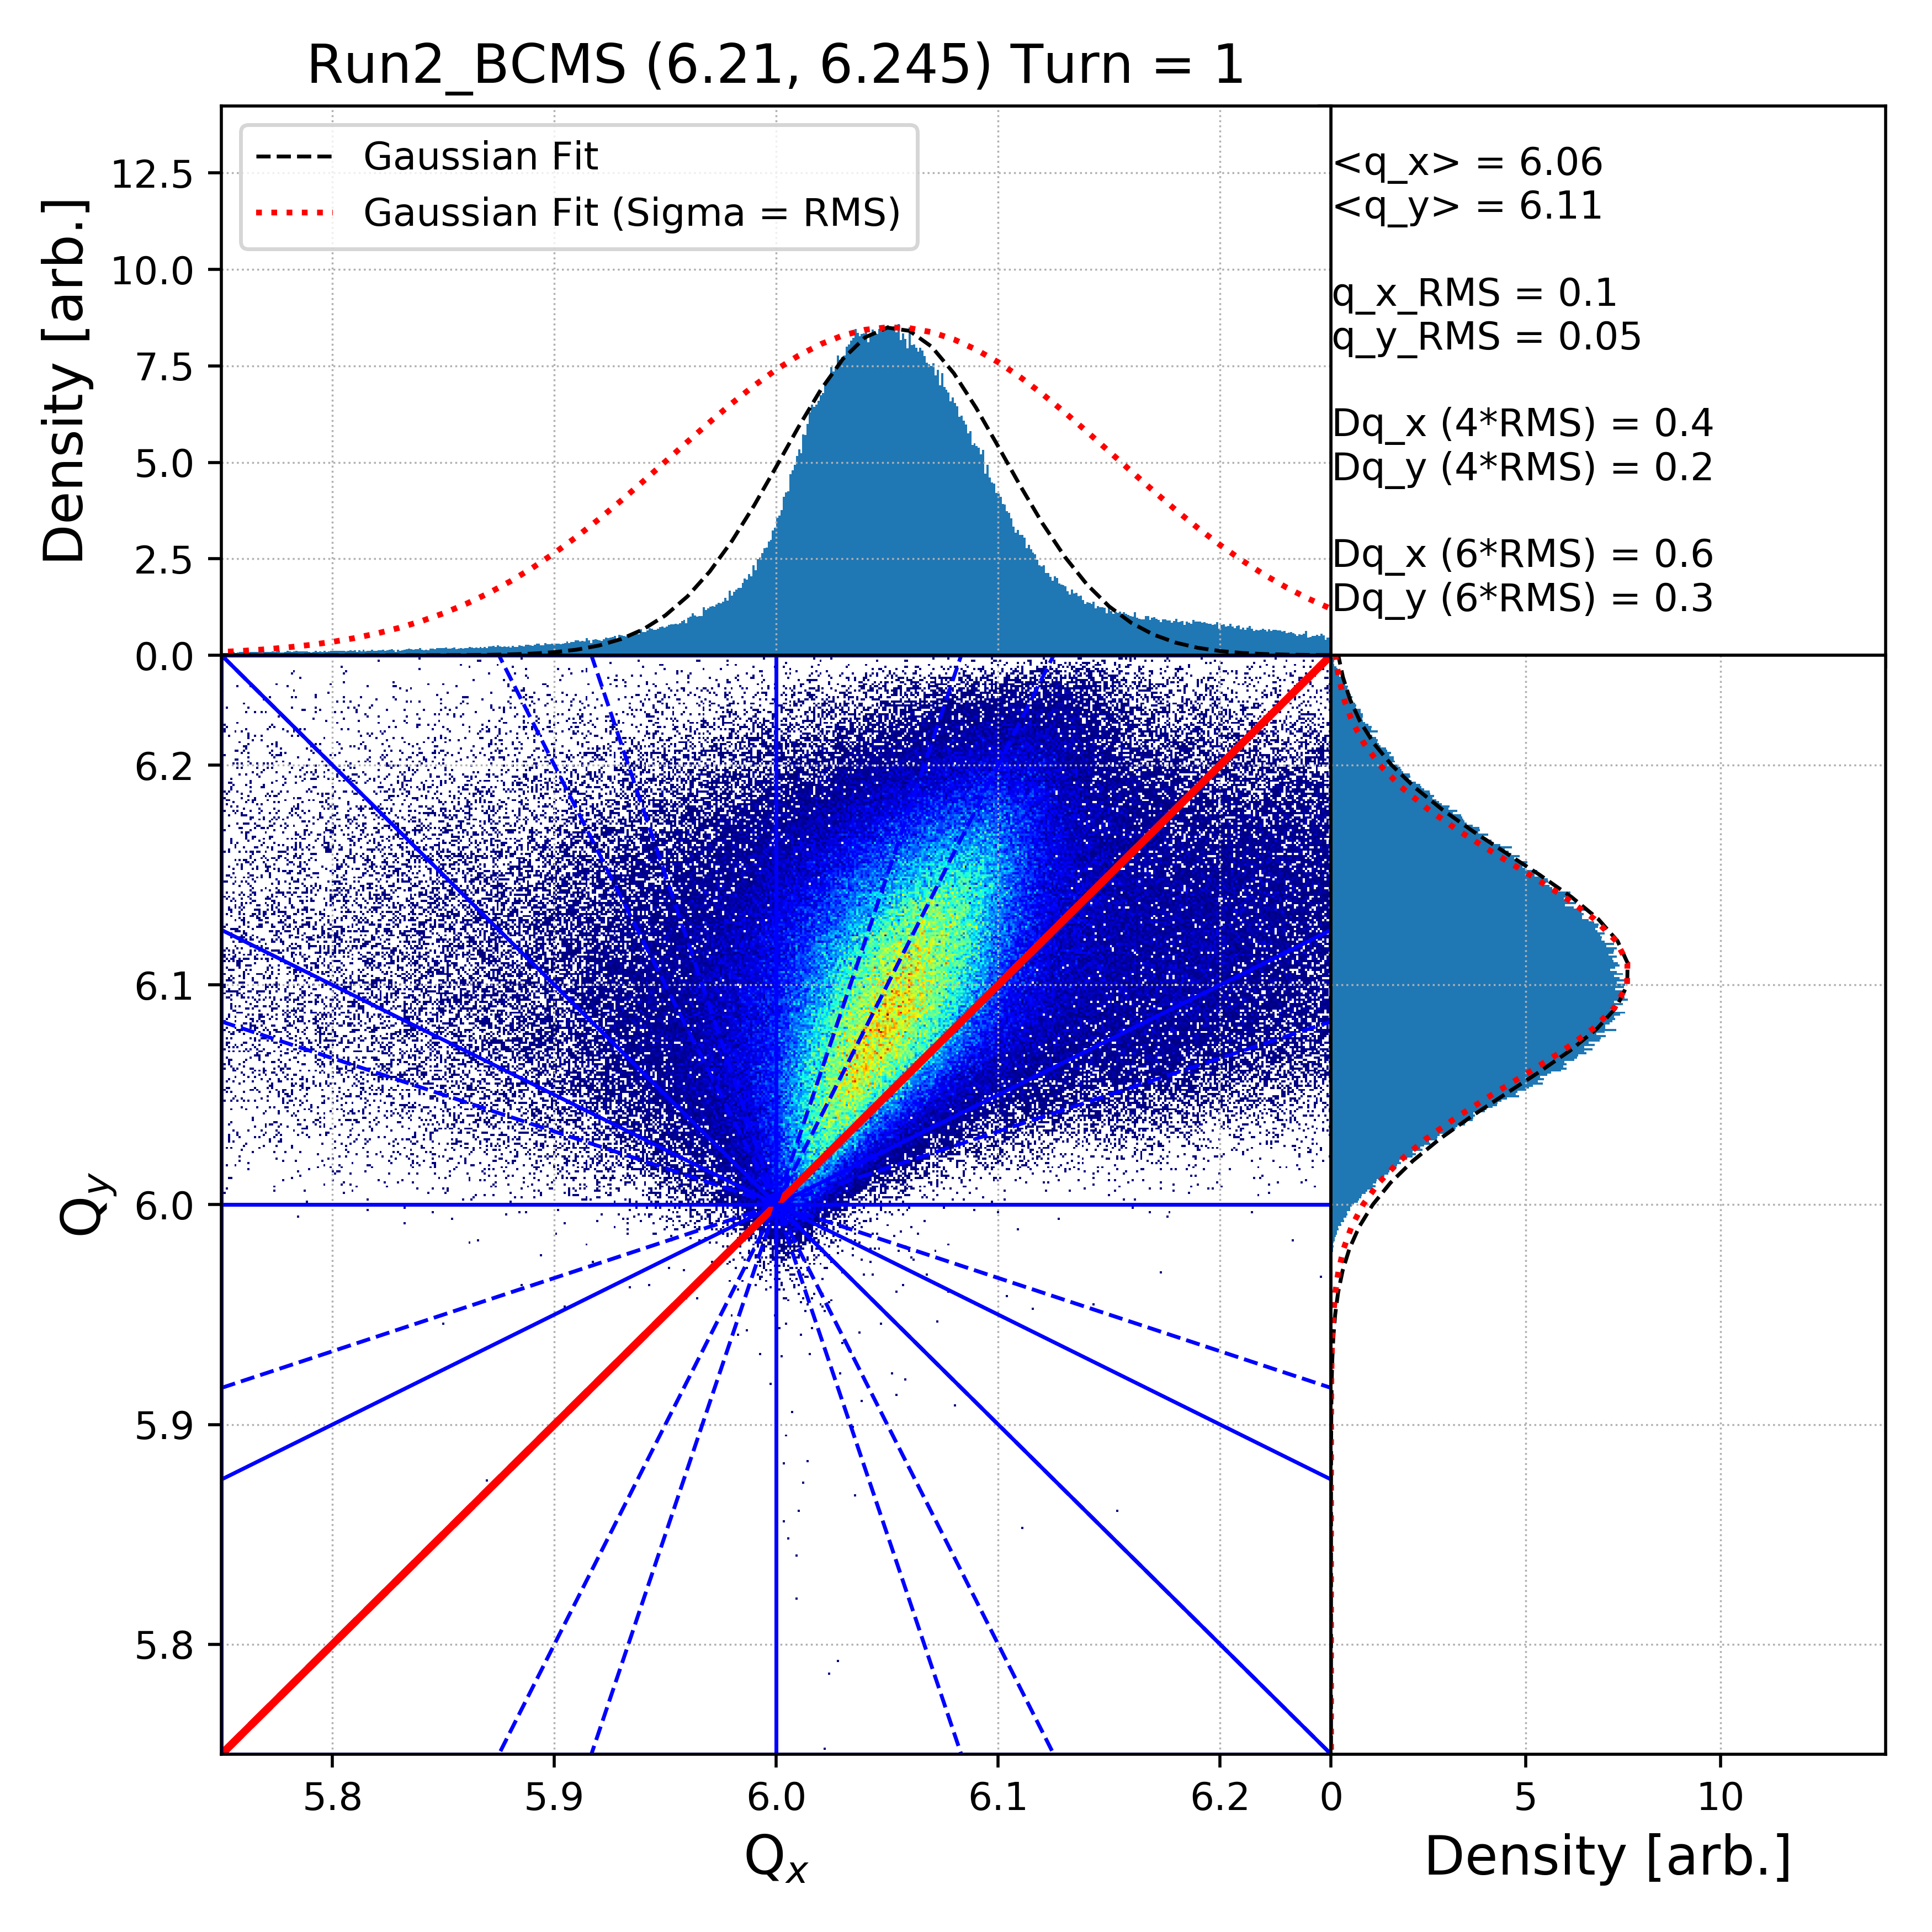 Run2_BCMS (6.21, 6.245) Turn = 1
Gaussian Fit
Gaussian Fit (Sigma = RMS)
Density [arb.]
12.5
10.0
7.5
5.0
2.5
0.0
<q_x> = 6.06
<q_y> = 6.11
q_x_RMS = 0.1
q_y_RMS = 0.05
Dq_x (4*RMS) = 0.4
Dq_y (4*RMS) = 0.2
Dq_x (6*RMS) = 0.6
Dq_y (6*RMS) = 0.3
Q_y
6.2
6.1
6.0
5.9
5.8
5.8 5.9 6.0 6.1 6.2
Q_x
0 5 10
Density [arb.]